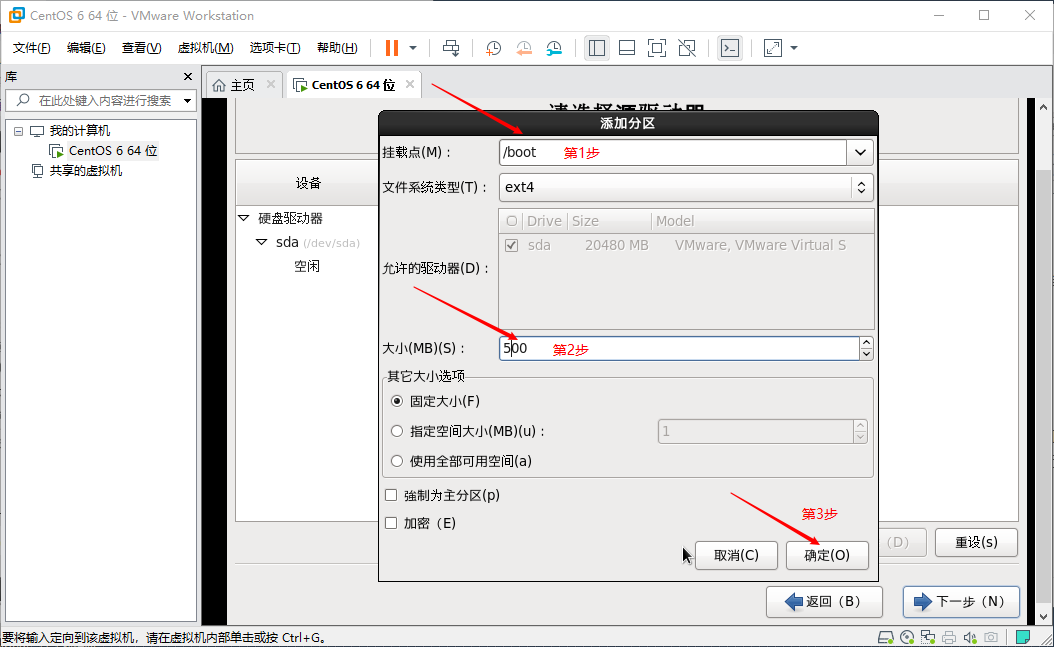 CentOS 6 64 位 - VMware Workstation
文件(F) 编辑(E) 查看(V) 虚拟机(M) 选项卡(T) 帮助(H)
库
在此处键入内容进行搜索
我的计算机
CentOS 6 64 位
共享的虚拟机
主页 CentOS 6 64 位
请选择源驱动器
设备
硬盘驱动器
sda (/dev/sda)
空闲
添加分区
挂载点(M)：
/boot 第1步
文件系统类型(T)：
ext4
允许的驱动器(D)：
Drive Size Model
sda 20480 MB VMware, VMware Virtual S
大小(MB)(S)：
500 第2步
其它大小选项
固定大小(F)
指定空间大小(MB)(u)：
1
使用全部可用空间(a)
強制为主分区(p)
加密（E)
第3步
取消(C) 确定(O)
(D) 重设(s)
返回（B） 下一步（N）
要将输入定向到该虚拟机，请在虚拟机内部单击或按 Ctrl+G。